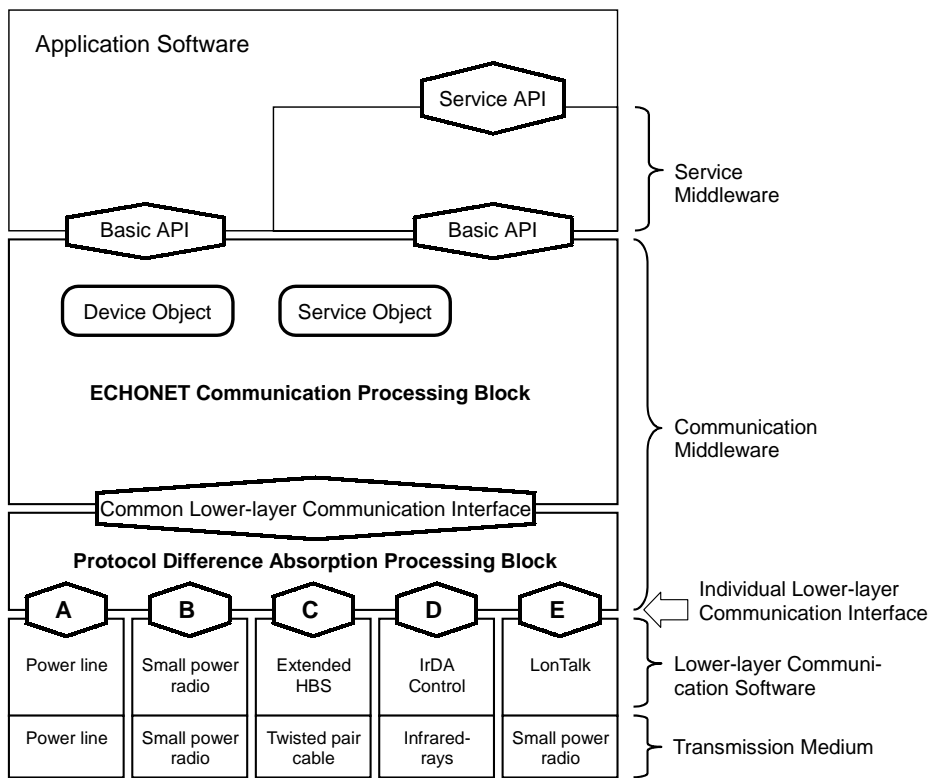 Application Software
Service API
Service
Middleware
Basic API
Basic API
Device Object
Service Object
ECHONET Communication Processing Block
Communication
Middleware
Common Lower-layer Communication Interface
Protocol Difference Absorption Processing Block
Individual Lower-layer
Communication Interface
A
B
C
D
E
Power line
Small power
radio
Extended
HBS
IrDA
Control
LonTalk
Lower-layer Communi-
cation Software
Power line
Small power
radio
Twisted pair
cable
Infrared-
rays
Small power
radio
Transmission Medium